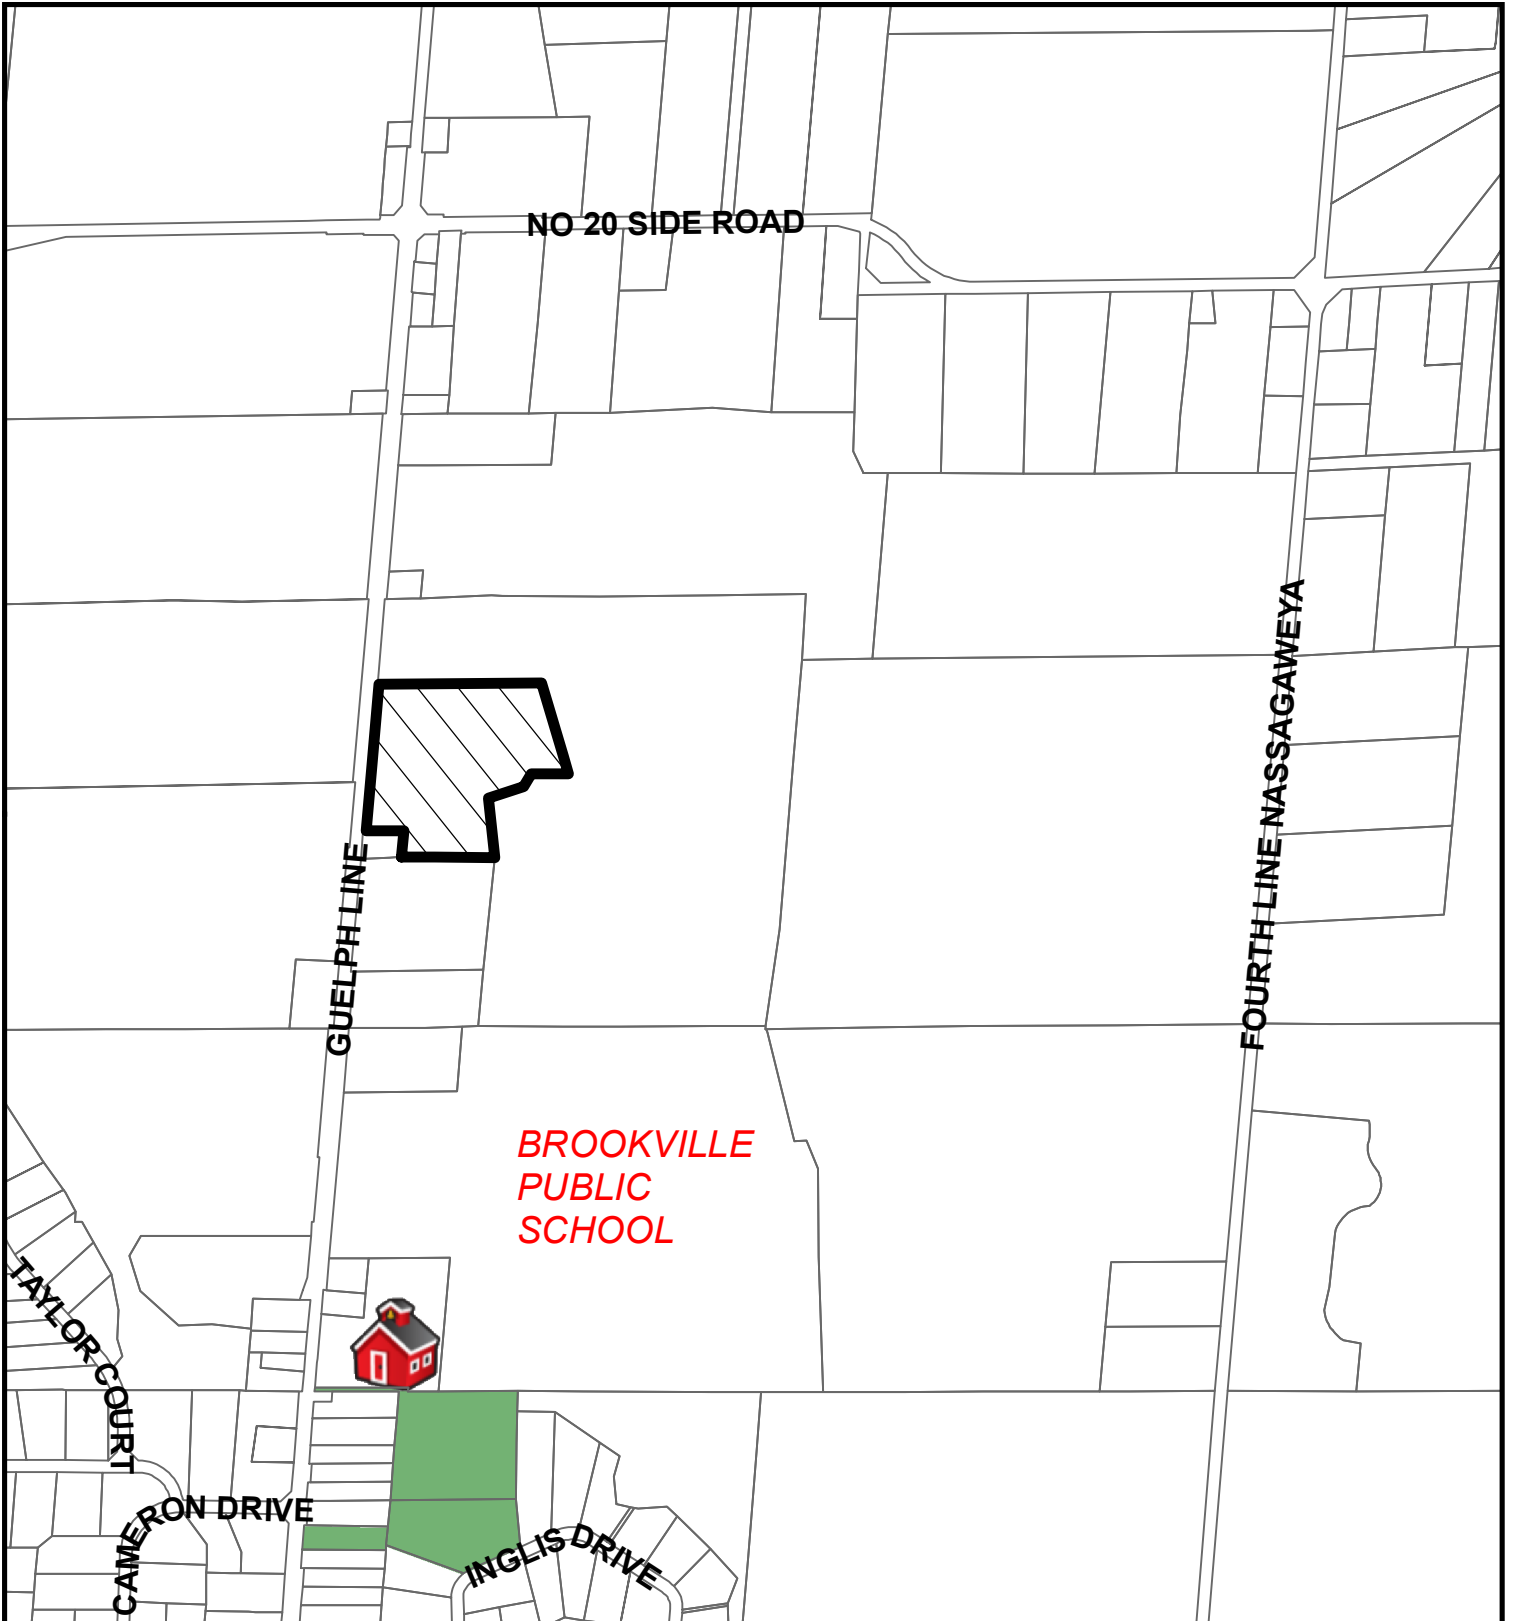 NO 20 SIDE ROAD
FOURTH LINE NASSAGAWEYA
GUELPH LINE
BROOKVILLE
PUBLIC
SCHOOL
TAYLOR COURT
CAMERON DRIVE
INGLIS DRIVE